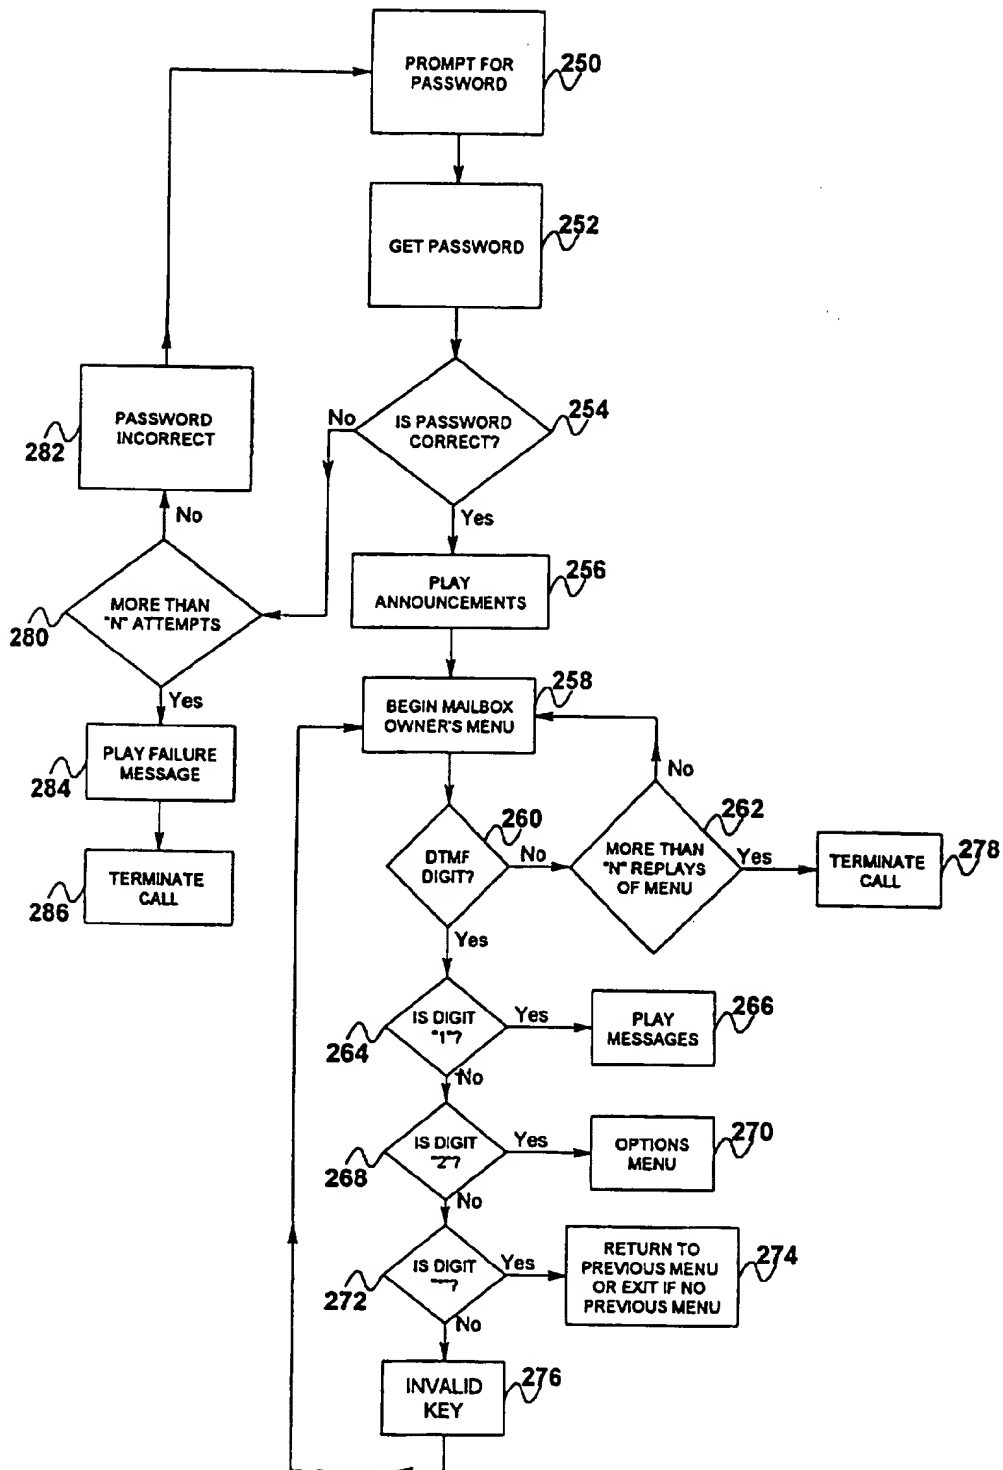 PROMPT FOR
PASSWORD
250
GET PASSWORD
252
IS PASSWORD
CORRECT?
254
No
Yes
PASSWORD
INCORRECT
282
No
MORE THAN
"N" ATTEMPTS
280
Yes
PLAY FAILURE
MESSAGE
284
TERMINATE
CALL
286
PLAY
ANNOUNCEMENTS
256
BEGIN MAILBOX
OWNER'S MENU
258
DTMF
DIGIT?
260
No
Yes
MORE THAN
"N" REPLAYS
OF MENU
262
No
Yes
TERMINATE
CALL
278
IS DIGIT
"1"?
264
Yes
No
PLAY
MESSAGES
266
IS DIGIT
"2"?
268
Yes
No
OPTIONS
MENU
270
IS DIGIT
272
Yes
No
RETURN TO
PREVIOUS MENU
OR EXIT IF NO
PREVIOUS MENU
274
INVALID
KEY
276